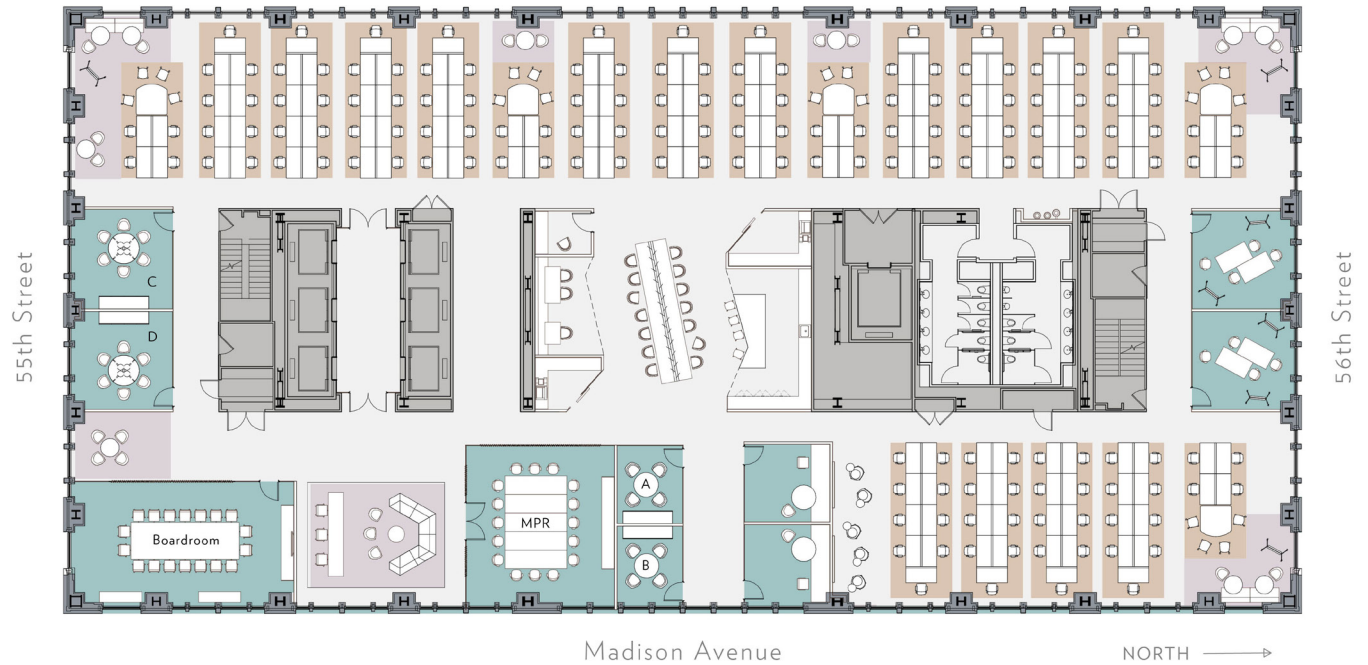 55th Street
C
D
56th Street
A
MPR
Boardroom
B
Madison Avenue
NORTH